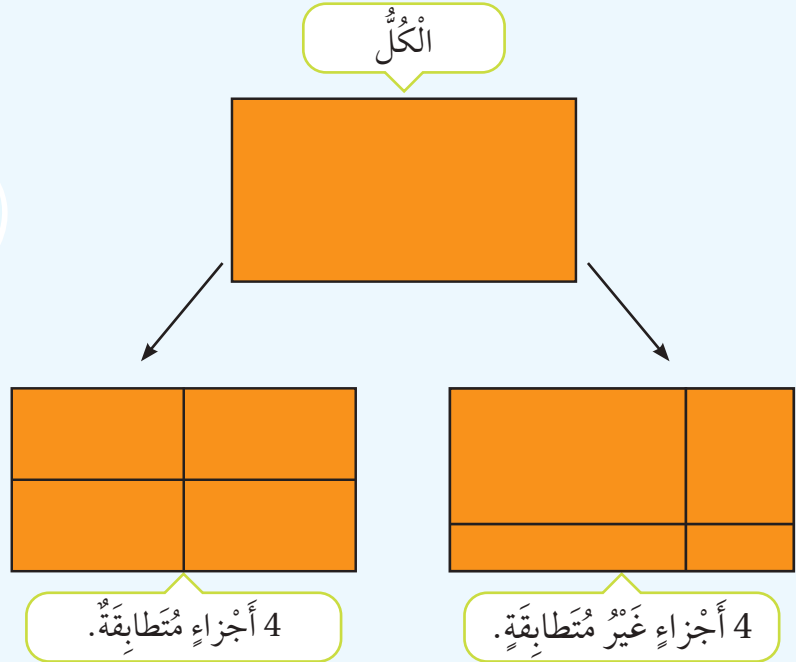 الْكُلُّ
4 أَجْزاءٍ غَيْرُ مُتَطابِقَةٍ.
4 أَجْزاءٍ مُتَطابِقَةٌ.